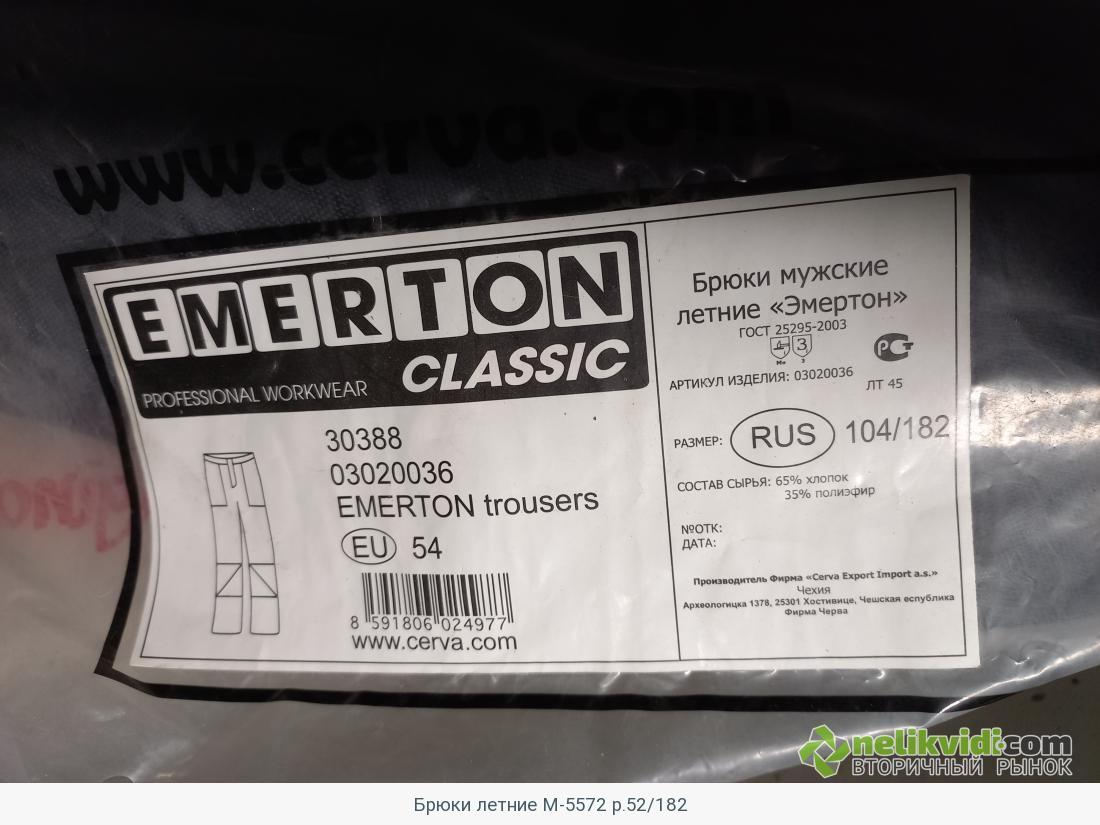 www.cerva.com
EMERTON
CLASSIC
PROFESSIONAL WORKWEAR
30388
03020036
EMERTON trousers
EU 54
8 591806 024977
www.cerva.com
Брюки мужские
летние «Эмертон»
ГОСТ 25295-2003
Ми З
З
РСТ
АРТИКУЛ ИЗДЕЛИЯ: 03020036
ЛТ 45
РАЗМЕР: RUS 104/182
СОСТАВ СЫРЬЯ: 65% хлопок
35% полиэфир
№ОТК:
ДАТА:
Производитель Фирма «Cerva Export Import a.s.»
Чехия
Археологицка 1378, 25301 Хостивице, Чешская еспублика
Фирма Черва
nelikvidi.com
ВТОРИЧНЫЙ РЫНОК
Брюки летние М-5572 р.52/182